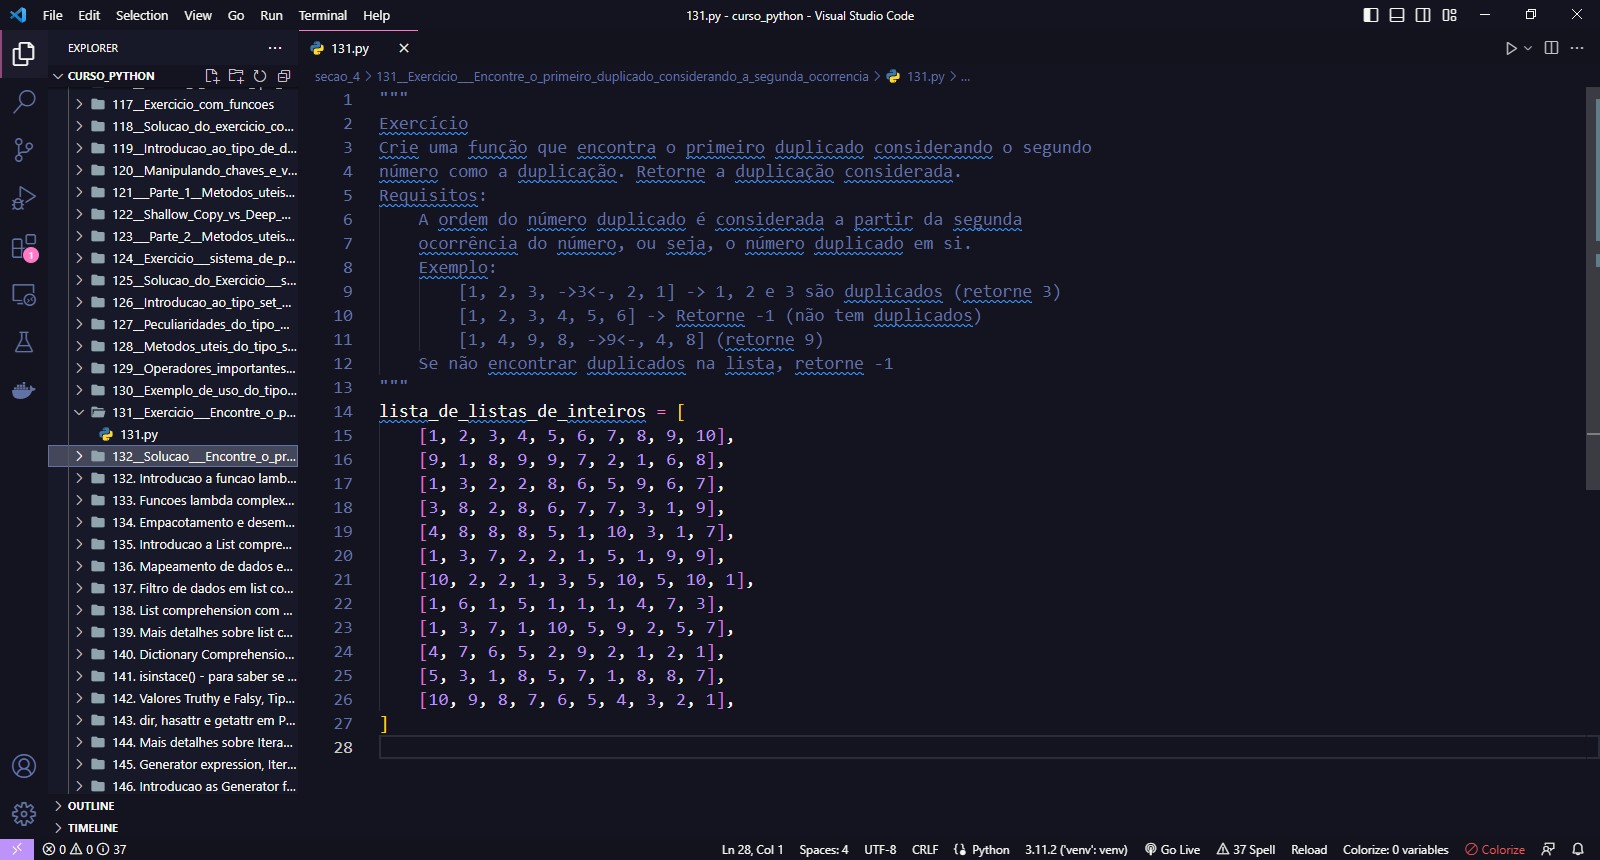 File Edit Selection View Go Run Terminal Help
131.py - curso_python - Visual Studio Code
EXPLORER
CURSO_PYTHON
117__Exercicio_com_funcoes
118__Solucao_do_exercicio_co...
119__Introducao_ao_tipo_de_d...
120__Manipulando_chaves_e_v...
121___Parte_1__Metodos_uteis...
122__Shallow_Copy_vs_Deep_...
123___Parte_2__Metodos_uteis...
124__Exercicio___sistema_de_p...
125__Solucao_do_Exercicio___s...
126__Introducao_ao_tipo_set_...
127__Peculiaridades_do_tipo_...
128__Metodos_uteis_do_tipo_s...
129__Operadores_importantes...
130__Exemplo_de_uso_do_tipo...
131__Exercicio___Encontre_o_p...
131.py
132__Solucao___Encontre_o_pr...
132. Introducao a funcao lamb...
133. Funcoes lambda complex...
134. Empacotamento e desem...
135. Introducao a List compre...
136. Mapeamento de dados e...
137. Filtro de dados em list co...
138. List comprehension com ...
139. Mais detalhes sobre list c...
140. Dictionary Comprehensio...
141. isinstace() - para saber se ...
142. Valores Truthy e Falsy, Tip...
143. dir, hasattr e getattr em P...
144. Mais detalhes sobre Itera...
145. Generator expression, Iter...
146. Introducao as Generator f...
OUTLINE
TIMELINE
1
131.py
secao_4 > 131__Exercicio___Encontre_o_primeiro_duplicado_considerando_a_segunda_ocorrencia > 131.py > ...
1 """
2 Exercício
3 Crie uma função que encontra o primeiro duplicado considerando o segundo
4 número como a duplicação. Retorne a duplicação considerada.
5 Requisitos:
6 A ordem do número duplicado é considerada a partir da segunda
7 ocorrência do número, ou seja, o número duplicado em si.
8 Exemplo:
9 [1, 2, 3, ->3<-, 2, 1] -> 1, 2 e 3 são duplicados (retorne 3)
10 [1, 2, 3, 4, 5, 6] -> Retorne -1 (não tem duplicados)
11 [1, 4, 9, 8, ->9<-, 4, 8] (retorne 9)
12 Se não encontrar duplicados na lista, retorne -1
13 """
14 lista_de_listas_de_inteiros = [
15 [1, 2, 3, 4, 5, 6, 7, 8, 9, 10],
16 [9, 1, 8, 9, 9, 7, 2, 1, 6, 8],
17 [1, 3, 2, 2, 8, 6, 5, 9, 6, 7],
18 [3, 8, 2, 8, 6, 7, 7, 3, 1, 9],
19 [4, 8, 8, 8, 5, 1, 10, 3, 1, 7],
20 [1, 3, 7, 2, 2, 1, 5, 1, 9, 9],
21 [10, 2, 2, 1, 3, 5, 10, 5, 10, 1],
22 [1, 6, 1, 5, 1, 1, 1, 4, 7, 3],
23 [1, 3, 7, 1, 10, 5, 9, 2, 5, 7],
24 [4, 7, 6, 5, 2, 9, 2, 1, 2, 1],
25 [5, 3, 1, 8, 5, 7, 1, 8, 8, 7],
26 [10, 9, 8, 7, 6, 5, 4, 3, 2, 1],
27 ]
28
0 0 37
Ln 28, Col 1 Spaces: 4 UTF-8 CRLF Python 3.11.2 ('venv': venv) Go Live 37 Spell Reload Colorize: 0 variables Colorize